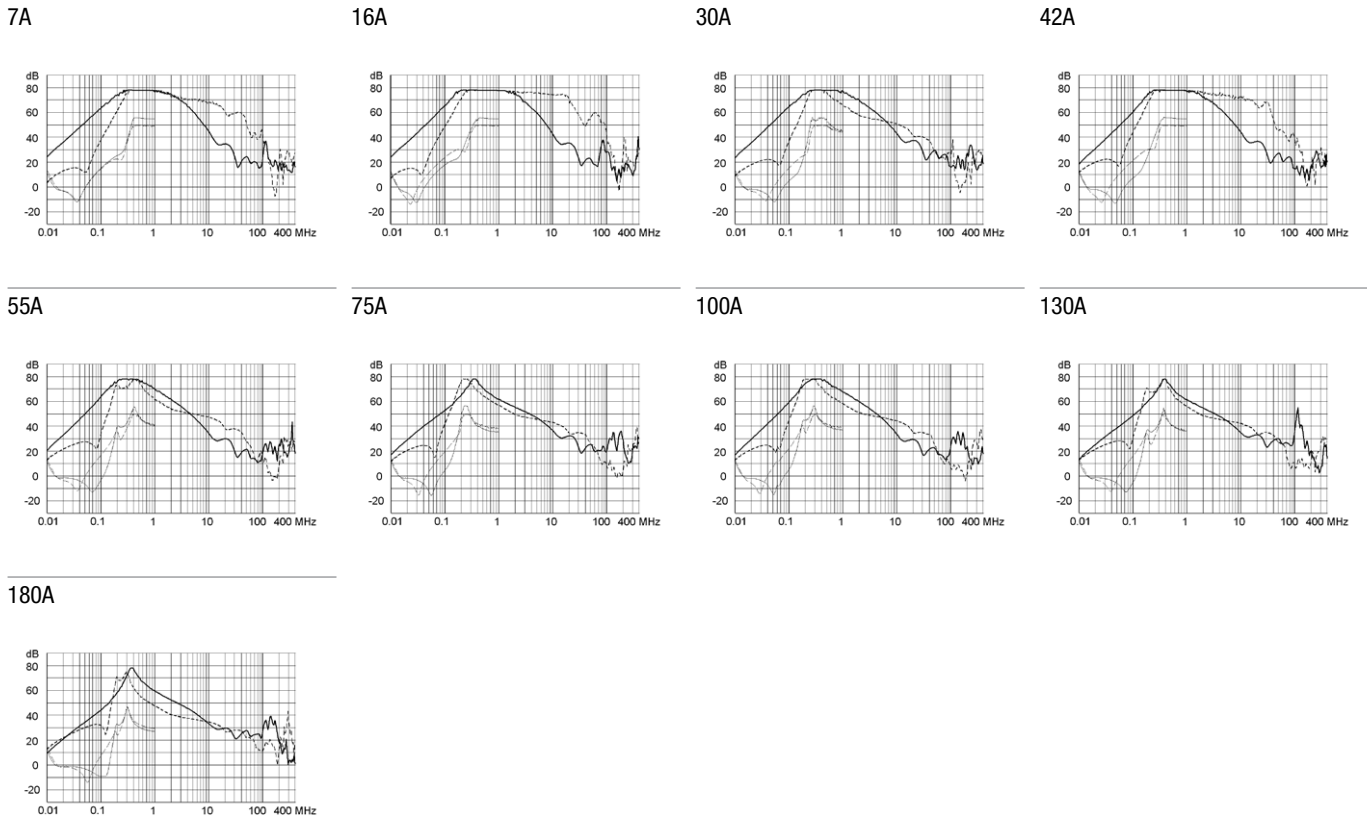 7A 16A 30A 42A
dB dB dB dB
80 80 80 80
60 60 60 60
40 40 40 40
20 20 20 20
0 0 0 0
-20 -20 -20 -20
0.01 0.1 1 10 100 400 MHz 0.01 0.1 1 10 100 400 MHz 0.01 0.1 1 10 100 400 MHz 0.01 0.1 1 10 100 400 MHz
55A 75A 100A 130A
dB dB dB dB
80 80 80 80
60 60 60 60
40 40 40 40
20 20 20 20
0 0 0 0
-20 -20 -20 -20
0.01 0.1 1 10 100 400 MHz 0.01 0.1 1 10 100 400 MHz 0.01 0.1 1 10 100 400 MHz 0.01 0.1 1 10 100 400 MHz
180A
dB
80
60
40
20
0
-20
0.01 0.1 1 10 100 400 MHz